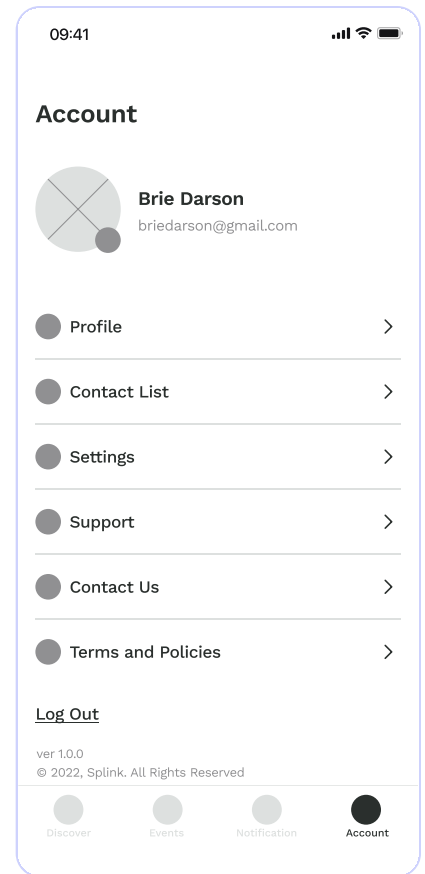 09:41
Account
Brie Darson
briedarson@gmail.com
Profile
Contact List
Settings
Support
Contact Us
Terms and Policies
Log Out
ver 1.0.0
© 2022, Splink. All Rights Reserved
Discover Events Notification Account